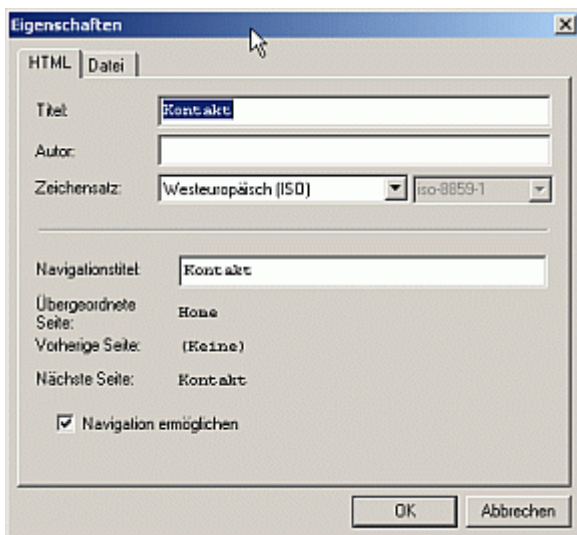 Eigenschaften
HTML Datei
Titel: Kontakt
Autor:
Zeichensatz: Westeuropäisch (ISO) iso-8859-1
Navigationstitel: Kontakt
Übergeordnete
Seite: Home
Vorherige Seite: (Keine)
Nächste Seite: Kontakt
Navigation ermöglichen
OK Abbrechen